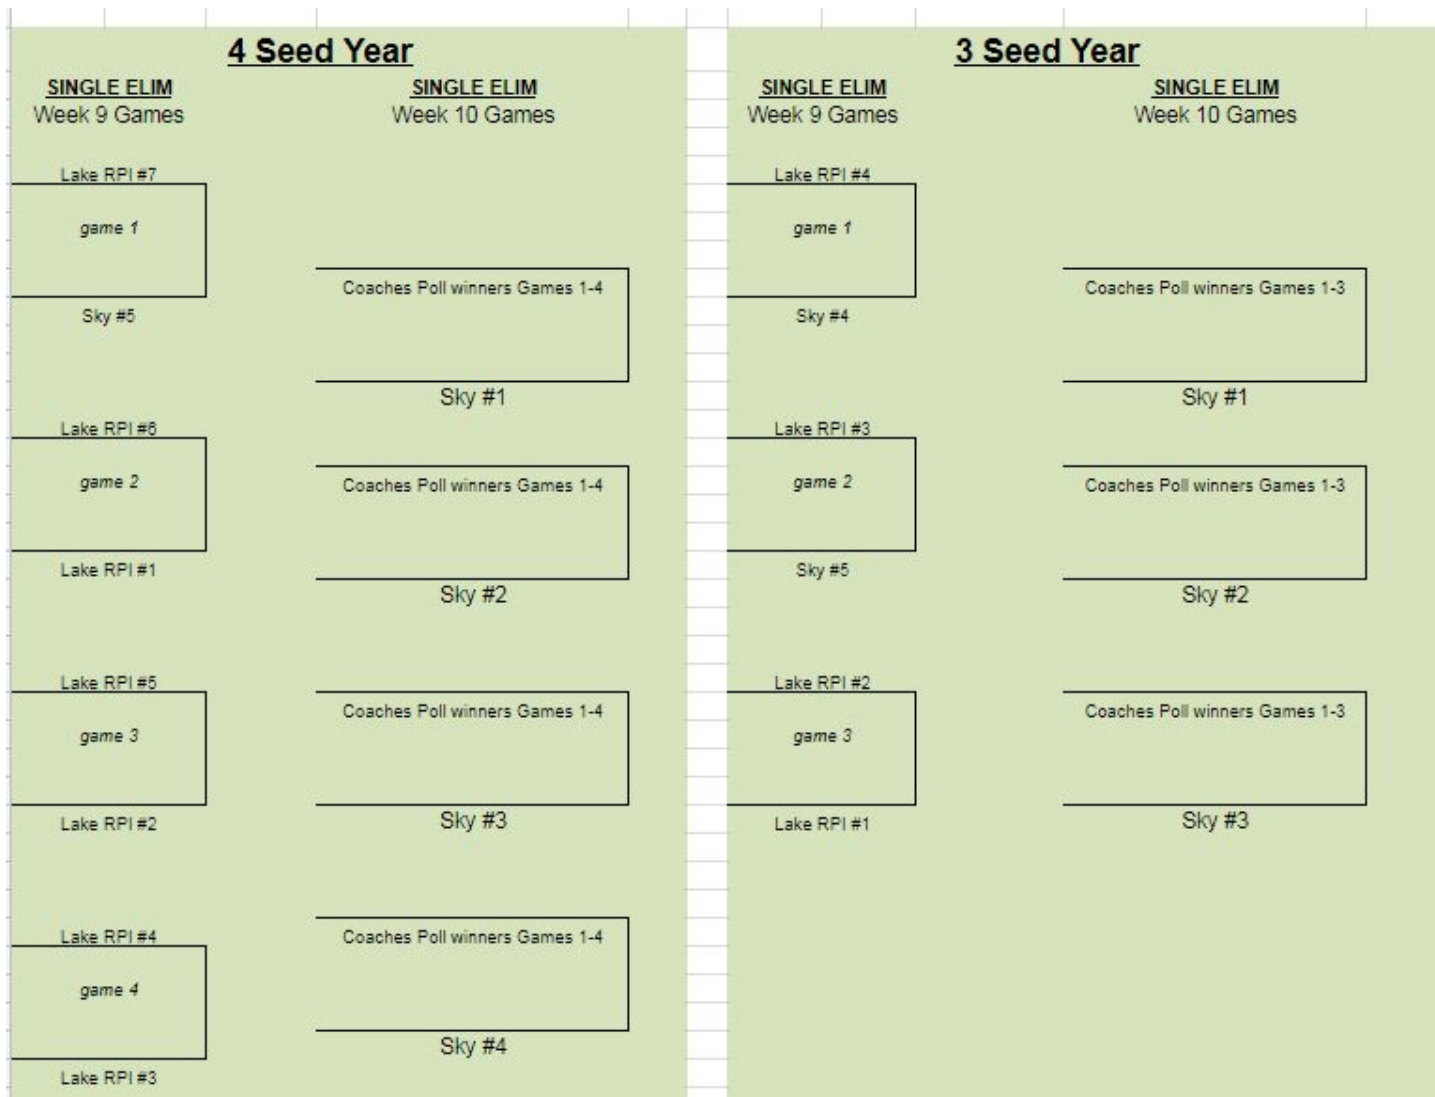 4 Seed Year
SINGLE ELIM
Week 9 Games
Lake RPI #7
game 1
Sky #5
Lake RPI #6
game 2
Lake RPI #1
Lake RPI #5
game 3
Lake RPI #2
Lake RPI #4
game 4
Lake RPI #3
SINGLE ELIM
Week 10 Games
Coaches Poll winners Games 1-4
Sky #1
Coaches Poll winners Games 1-4
Sky #2
Coaches Poll winners Games 1-4
Sky #3
Coaches Poll winners Games 1-4
Sky #4
3 Seed Year
SINGLE ELIM
Week 9 Games
Lake RPI #4
game 1
Sky #4
Lake RPI #3
game 2
Sky #5
Lake RPI #2
game 3
Lake RPI #1
SINGLE ELIM
Week 10 Games
Coaches Poll winners Games 1-3
Sky #1
Coaches Poll winners Games 1-3
Sky #2
Coaches Poll winners Games 1-3
Sky #3